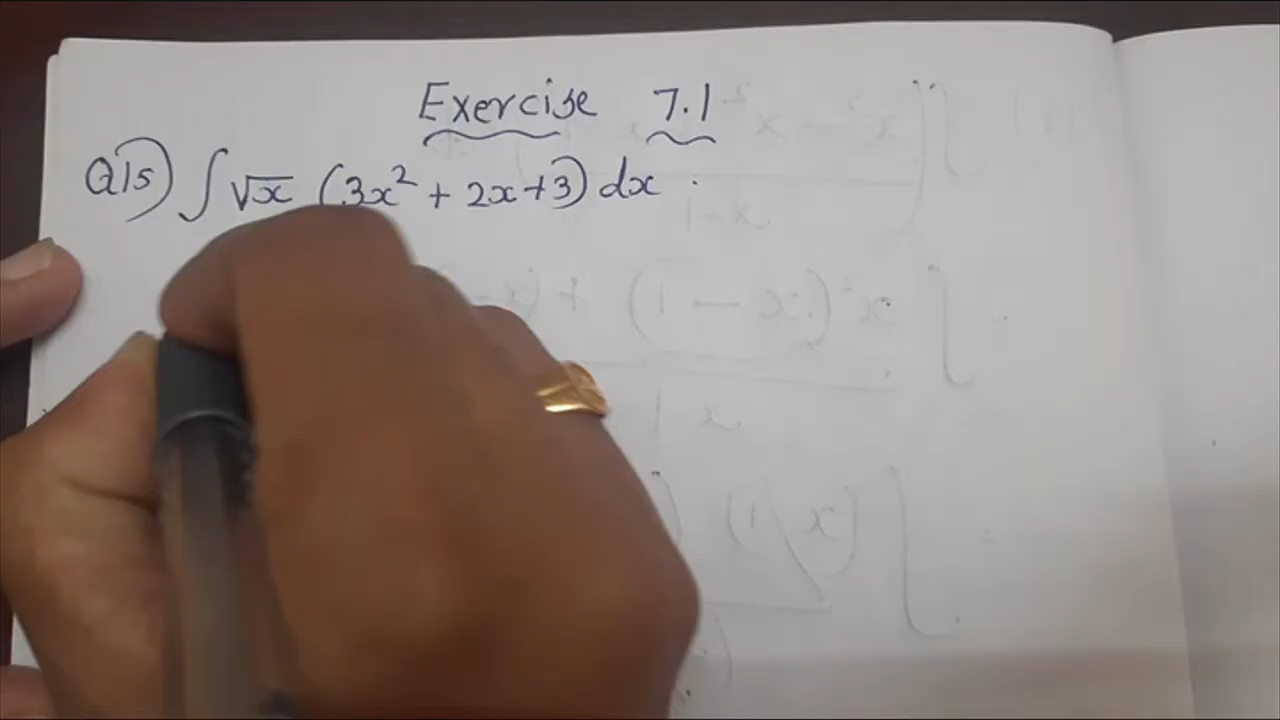 Exercise 7.1
Q15) ∫ √x (3x² + 2x + 3) dx